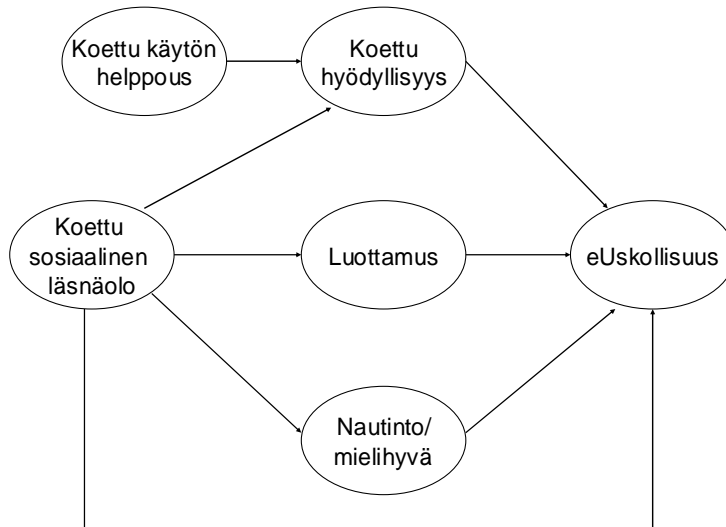 Koettu käytön
helppous
Koettu
hyödyllisyys
Koettu
sosiaalinen
läsnäolo
Luottamus
eUskollisuus
Nautinto/
mielihyvä